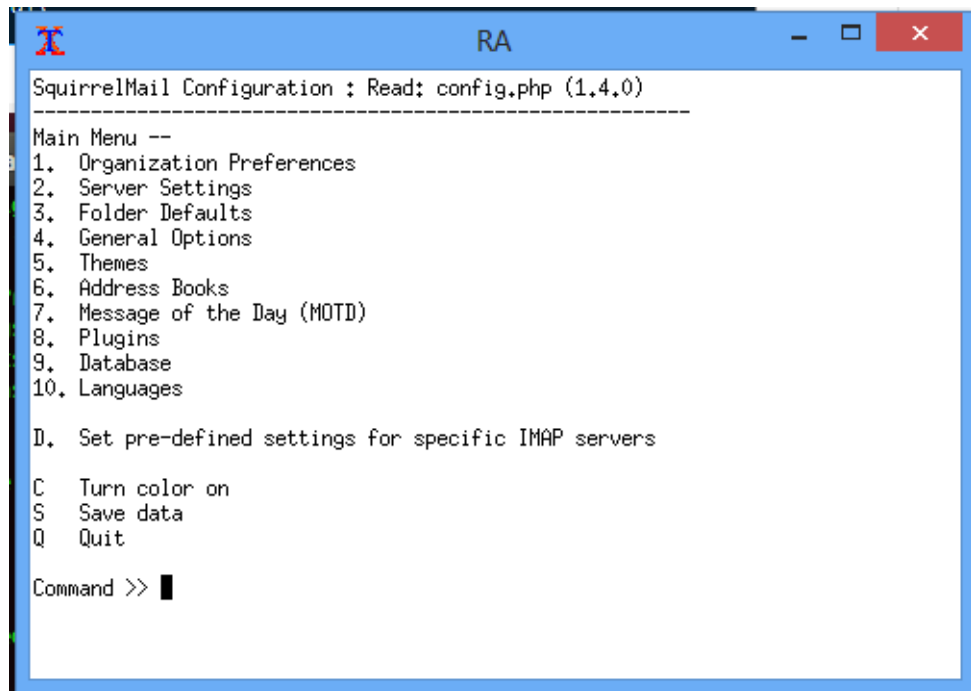 RA
SquirrelMail Configuration : Read: config.php (1.4.0)
---------------------------------------------------------
Main Menu --
1. Organization Preferences
2. Server Settings
3. Folder Defaults
4. General Options
5. Themes
6. Address Books
7. Message of the Day (MOTD)
8. Plugins
9. Database
10. Languages
D. Set pre-defined settings for specific IMAP servers
C Turn color on
S Save data
Q Quit
Command >>